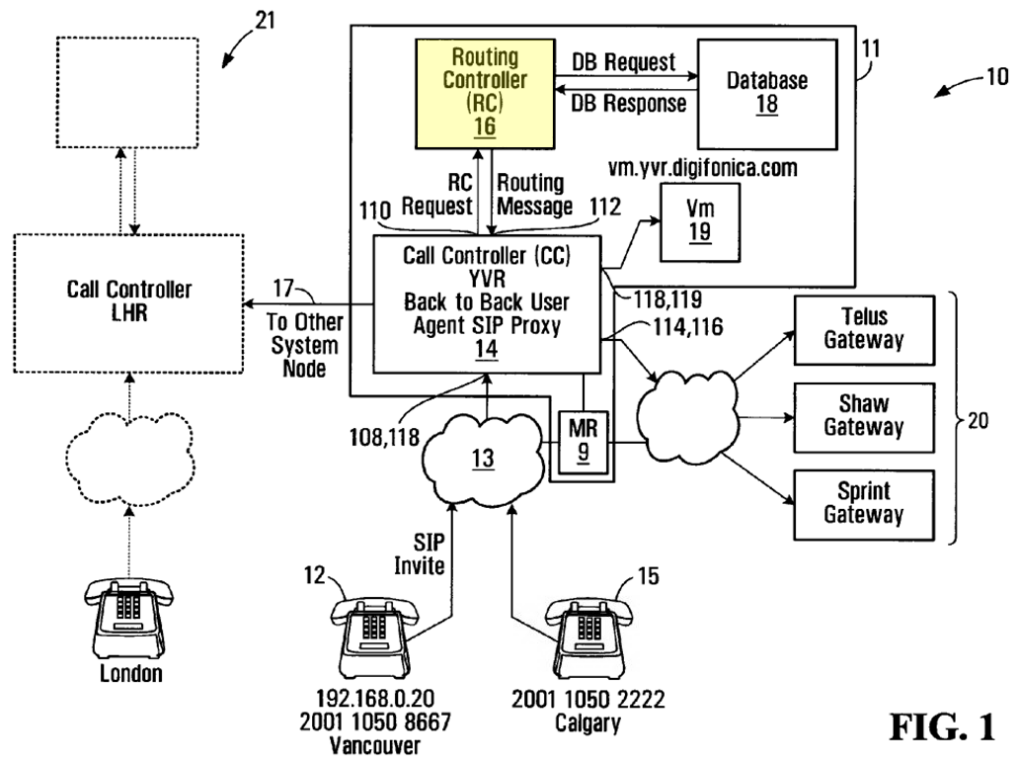 21
11
10
Routing
Controller
(RC)
16
DB Request
DB Response
Database
18
vm.yvr.digifonica.com
RC
Request
Routing
Message
110
112
Vm
19
Call Controller
LHR
17
To Other
System
Node
Call Controller (CC)
YVR
Back to Back User
Agent SIP Proxy
14
118,119
114,116
108,118
13
MR
9
Telus
Gateway
Shaw
Gateway
Sprint
Gateway
20
SIP
Invite
12
15
London
192.168.0.20
2001 1050 8667
Vancouver
2001 1050 2222
Calgary
FIG. 1